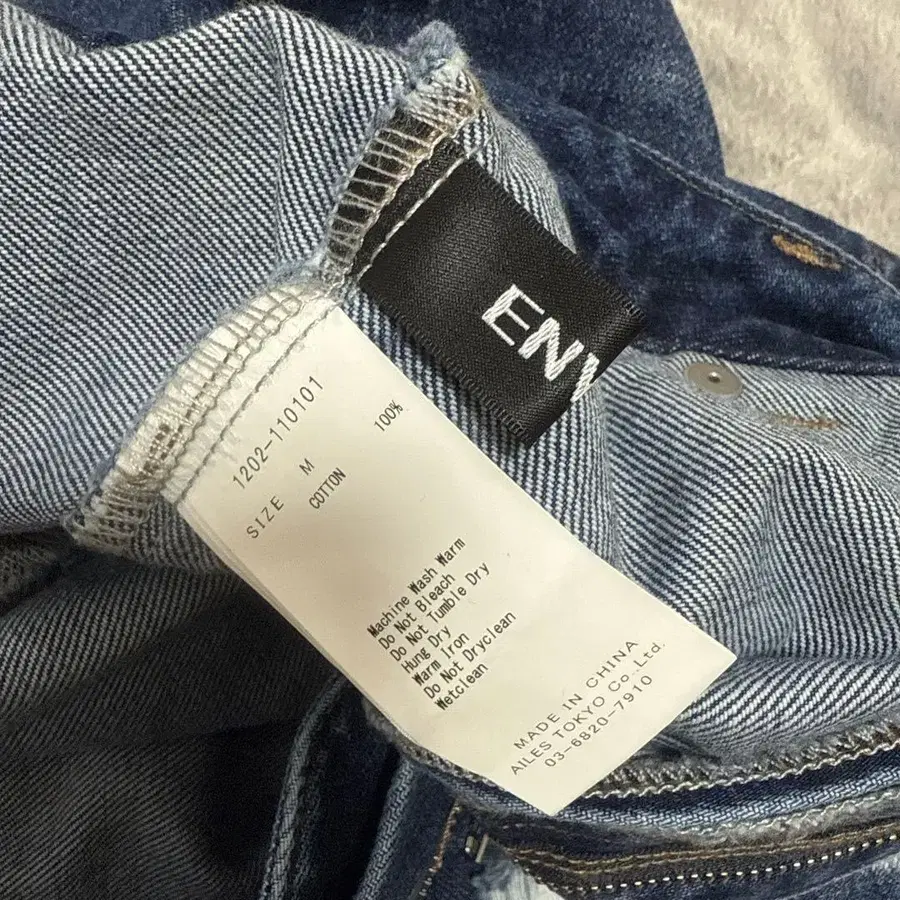 ENV
1202-110101
SIZE M
COTTON 100%
Machine Wash Warm
Do Not Bleach
Do Not Tumble Dry
Hung Dry
Warm Iron
Do Not Dryclean
Wetclean
MADE IN CHINA
AILES TOKYO Co., Ltd.
03-6820-7910